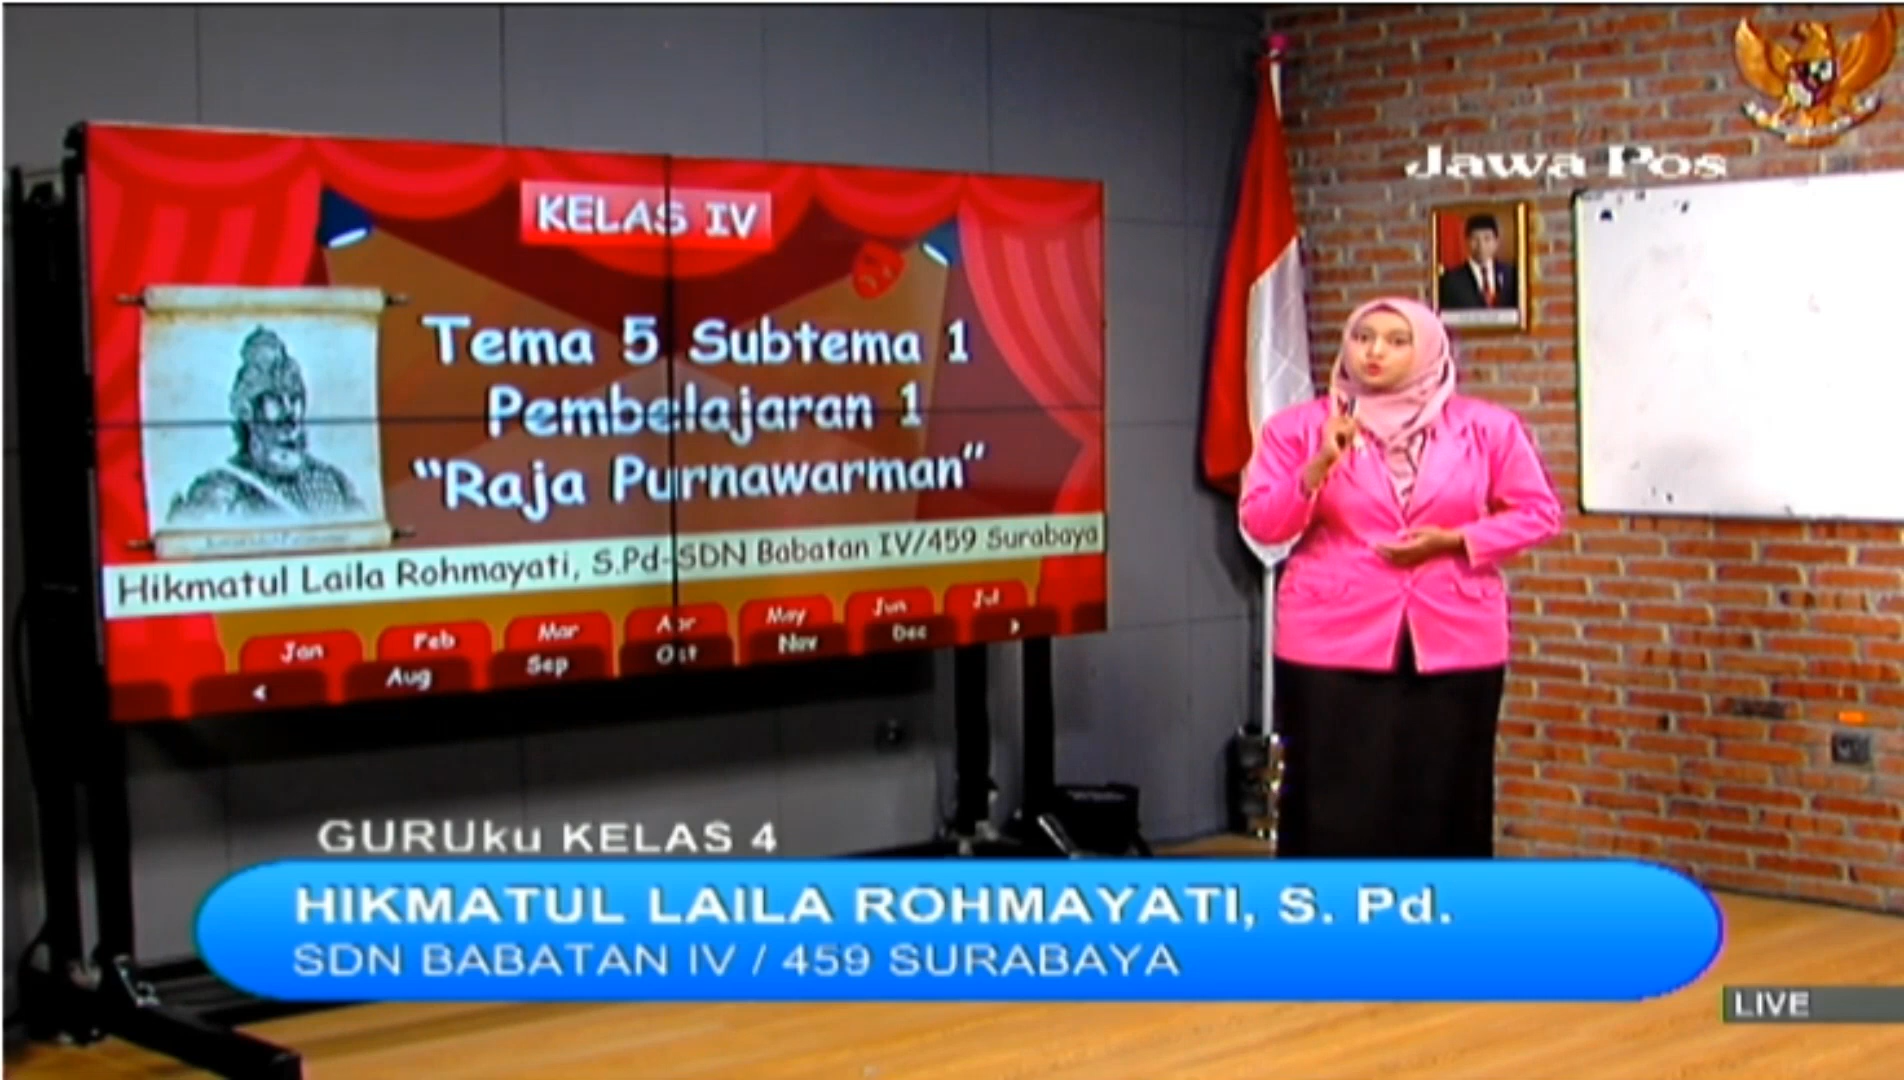 Jawa Pos
KELAS IV
Tema 5 Subtema 1
Pembelajaran 1
"Raja Purnawarman"
Hikmatul Laila Rohmayati, S.Pd-SDN Babatan IV/459 Surabaya
Jan Feb Mar Apr May Jun Jul
< Aug Sep Oct Nov Dec >
GURUku KELAS 4
HIKMATUL LAILA ROHMAYATI, S. Pd.
SDN BABATAN IV / 459 SURABAYA
LIVE